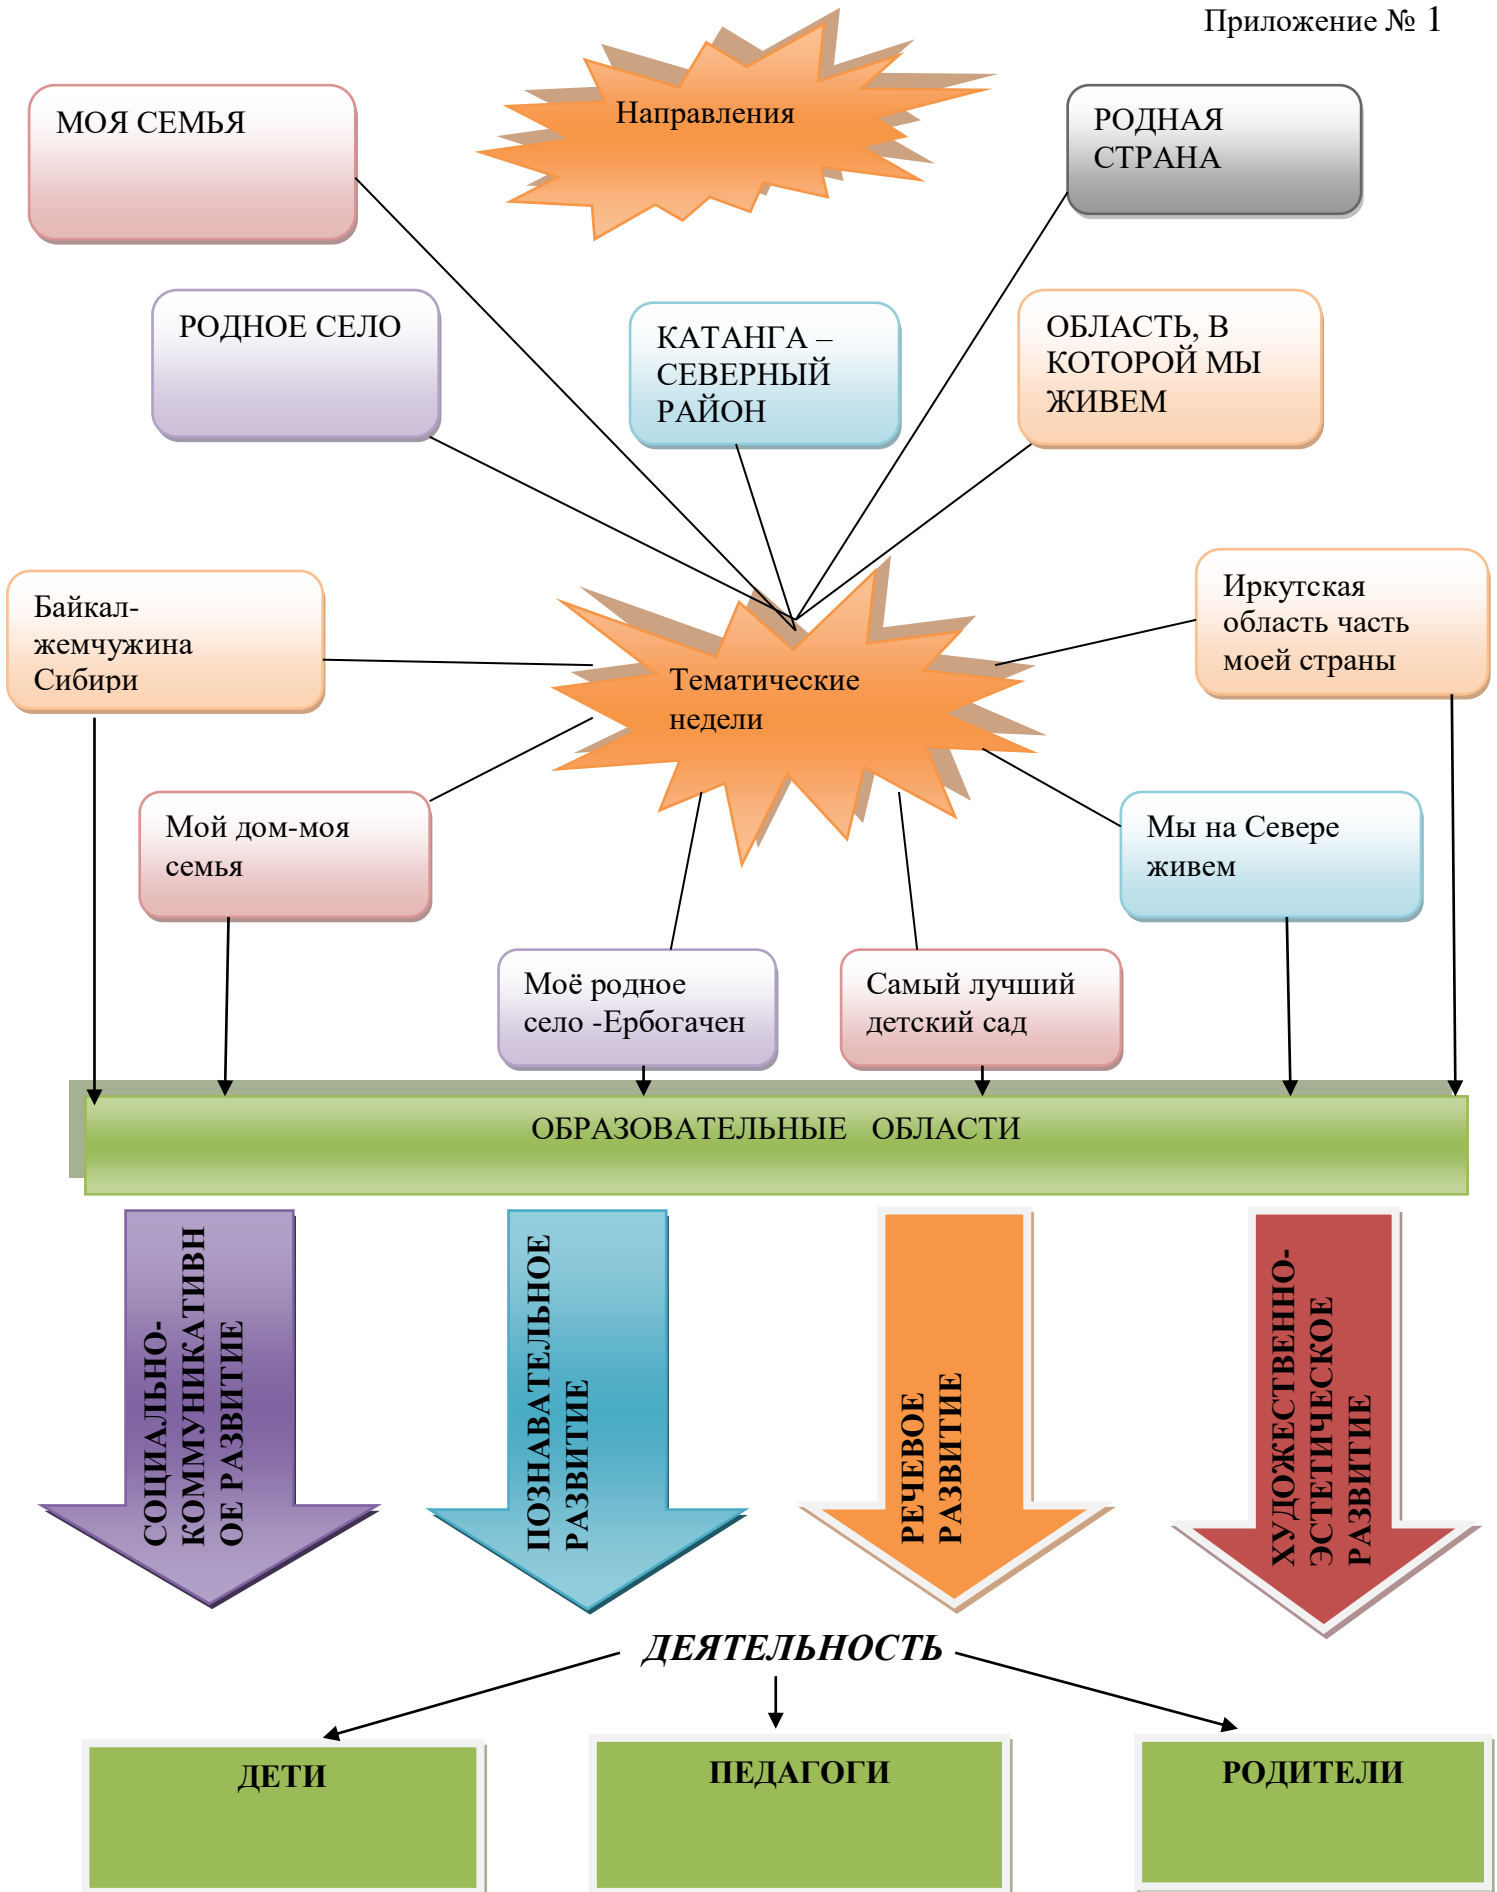 Приложение № 1
Направления
МОЯ СЕМЬЯ
РОДНАЯ
СТРАНА
РОДНОЕ СЕЛО
КАТАНГА –
СЕВЕРНЫЙ
РАЙОН
ОБЛАСТЬ, В
КОТОРОЙ МЫ
ЖИВЕМ
Байкал-
жемчужина
Сибири
Тематические
недели
Иркутская
область часть
моей страны
Мой дом-моя
семья
Мы на Севере
живем
Моё родное
село -Ербогачен
Самый лучший
детский сад
ОБРАЗОВАТЕЛЬНЫЕ ОБЛАСТИ
СОЦИАЛЬНО-
КОММУНИКАТИВН
ОЕ РАЗВИТИЕ
ПОЗНАВАТЕЛЬНОЕ
РАЗВИТИЕ
РЕЧЕВОЕ
РАЗВИТИЕ
ХУДОЖЕСТВЕННО-
ЭСТЕТИЧЕСКОЕ
РАЗВИТИЕ
ДЕЯТЕЛЬНОСТЬ
ДЕТИ
ПЕДАГОГИ
РОДИТЕЛИ